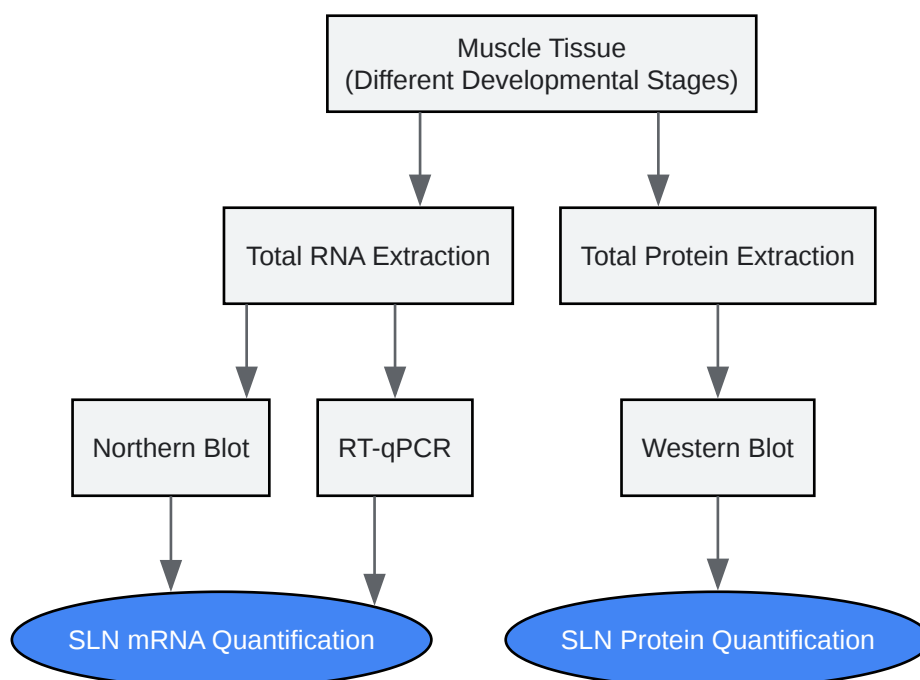 Muscle Tissue
(Different Developmental Stages)
Total RNA Extraction
Total Protein Extraction
Northern Blot
RT-qPCR
Western Blot
SLN mRNA Quantification
SLN Protein Quantification